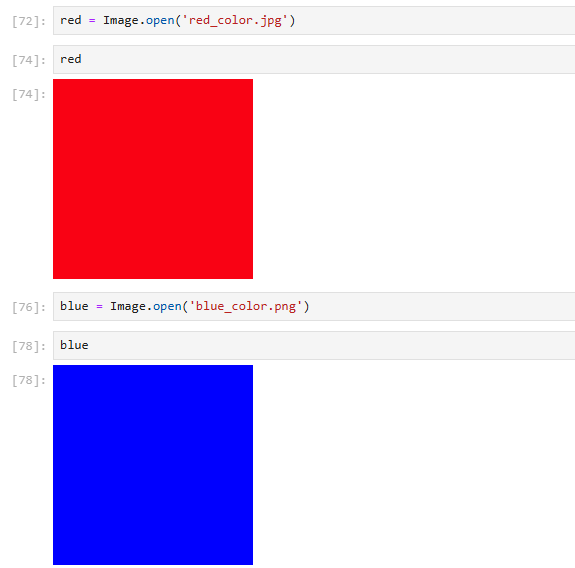 [72]: red = Image.open('red_color.jpg')
[74]: red
[74]:
[76]: blue = Image.open('blue_color.png')
[78]: blue
[78]: